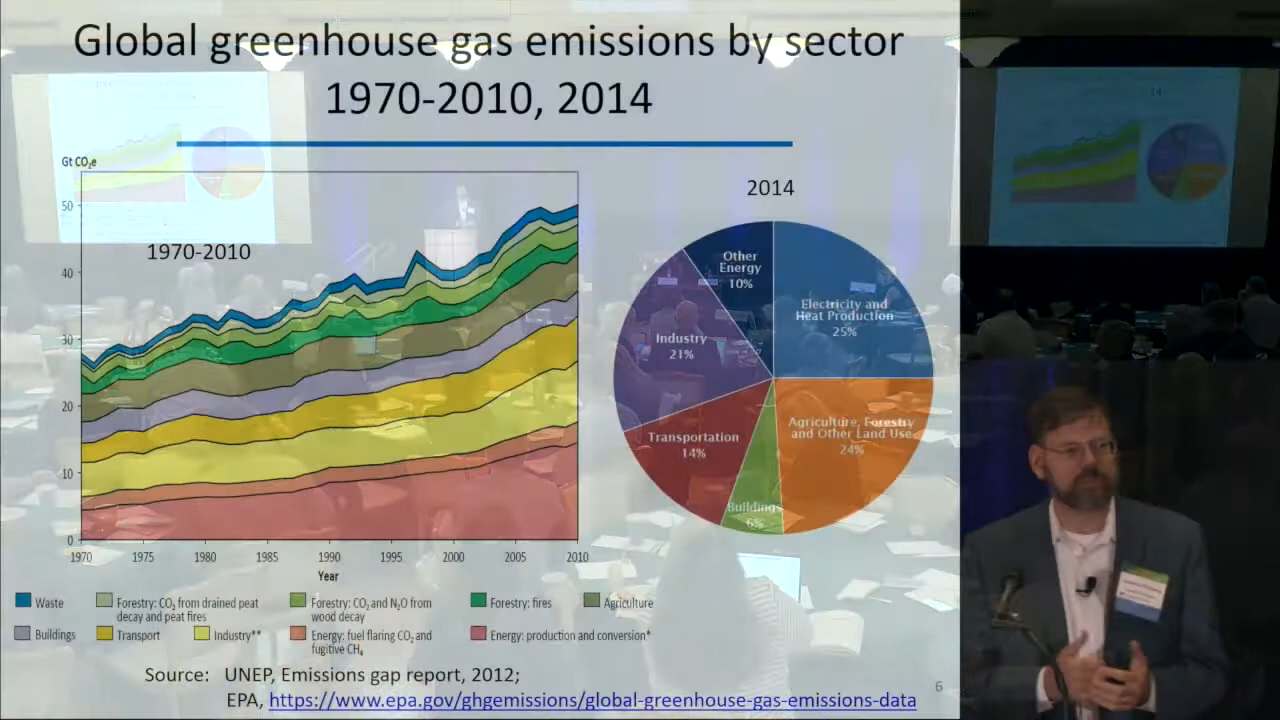 Global greenhouse gas emissions by sector
1970-2010, 2014
Gt CO₂e
50
40
30
20
10
0
1970-2010
1970 1975 1980 1985 1990 1995 2000 2005 2010
Year
2014
Other
Energy
10%
Electricity and
Heat Production
25%
Industry
21%
Transportation
14%
Agriculture, Forestry
and Other Land Use
24%
Buildings
6%
Waste
Forestry: CO₂ from drained peat
decay and peat fires
Forestry: CO₂ and N₂O from
wood decay
Forestry: fires
Agriculture
Buildings
Transport
Industry**
Energy: fuel flaring CO₂ and
fugitive CH₄
Energy: production and conversion*
Source: UNEP, Emissions gap report, 2012;
EPA, https://www.epa.gov/ghgemissions/global-greenhouse-gas-emissions-data
6